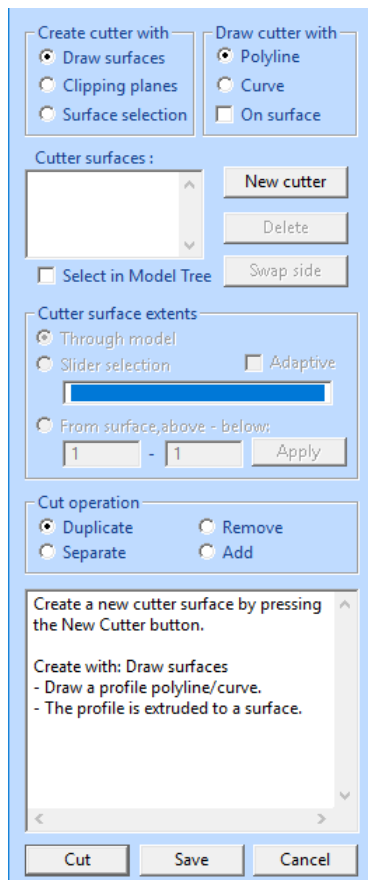 Create cutter with
Draw surfaces
Clipping planes
Surface selection
Draw cutter with
Polyline
Curve
On surface
Cutter surfaces :
New cutter
Delete
Swap side
Select in Model Tree
Cutter surface extents
Through model
Slider selection
Adaptive
From surface,above - below:
1 - 1
Apply
Cut operation
Duplicate
Remove
Separate
Add
Create a new cutter surface by pressing
the New Cutter button.
Create with: Draw surfaces
- Draw a profile polyline/curve.
- The profile is extruded to a surface.
Cut
Save
Cancel